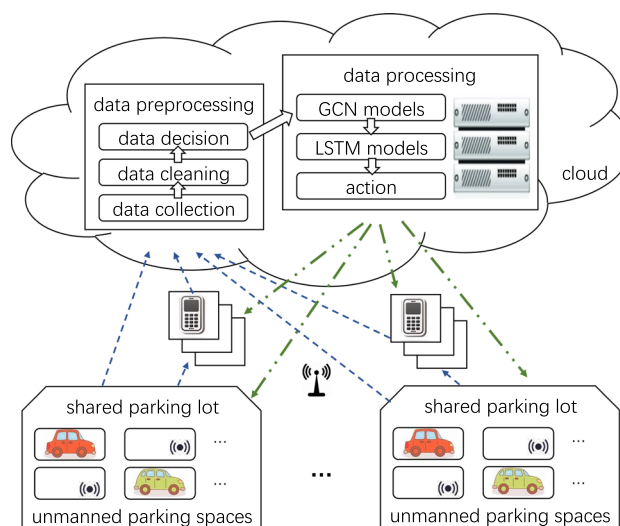 data processing
data preprocessing
GCN models
data decision
LSTM models
data cleaning
action
cloud
data collection
shared parking lot
shared parking lot
...
...
...
...
...
unmanned parking spaces
unmanned parking spaces